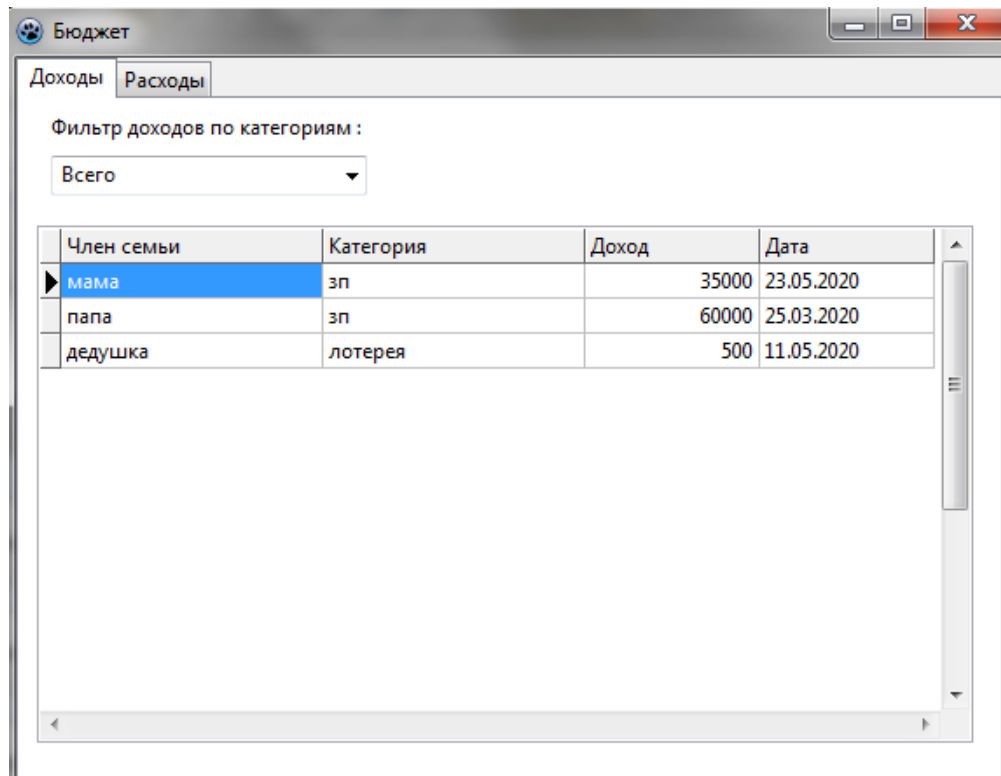 Бюджет
Доходы Расходы
Фильтр доходов по категориям :
Всего
Член семьи Категория Доход Дата
мама зп 35000 23.05.2020
папа зп 60000 25.03.2020
дедушка лотерея 500 11.05.2020